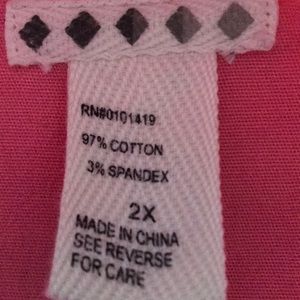 RN#0101419
97% COTTON
3% SPANDEX
2X
MADE IN CHINA
SEE REVERSE
FOR CARE